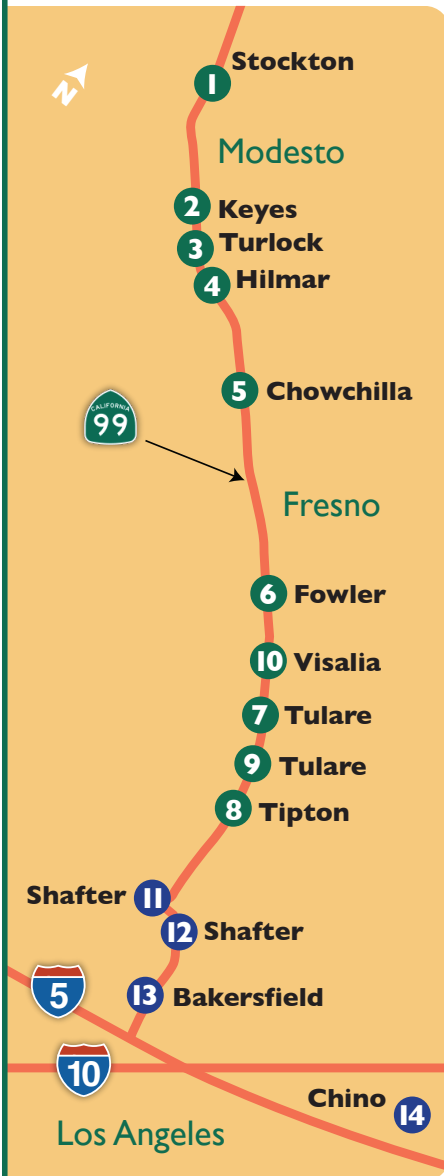 N
1 Stockton
Modesto
2 Keyes
3 Turlock
4 Hilmar
5 Chowchilla
CALIFORNIA
99
Fresno
6 Fowler
10 Visalia
7 Tulare
9 Tulare
8 Tipton
Shafter 11
12 Shafter
5
13 Bakersfield
10
Chino 14
Los Angeles